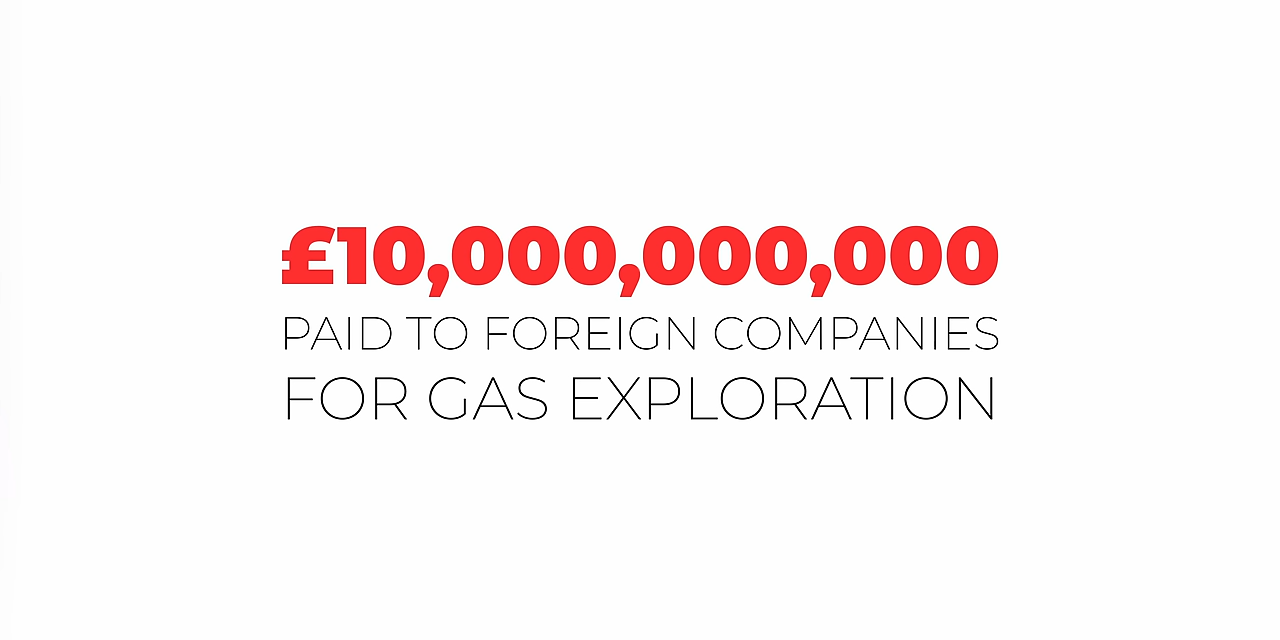 £10,000,000,000
PAID TO FOREIGN COMPANIES
FOR GAS EXPLORATION